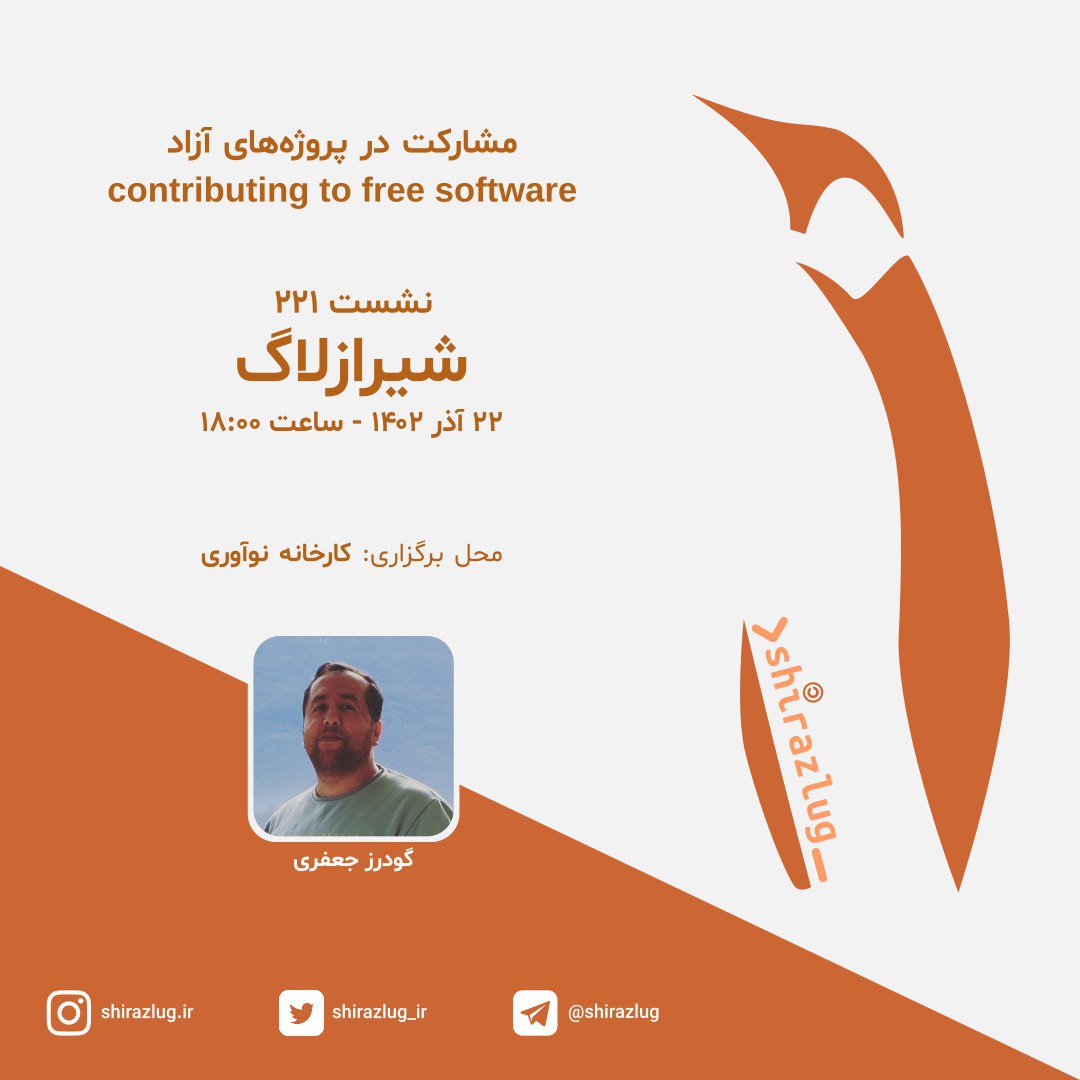 مشارکت در پروژه‌های آزاد
contributing to free software
نشست ۲۲۱
شیرازلاگ
۲۲ آذر ۱۴۰۲ - ساعت ۱۸:۰۰
محل برگزاری: کارخانه نوآوری
shirazlug
گودرز جعفری
shirazlug.ir
shirazlug_ir
@shirazlug